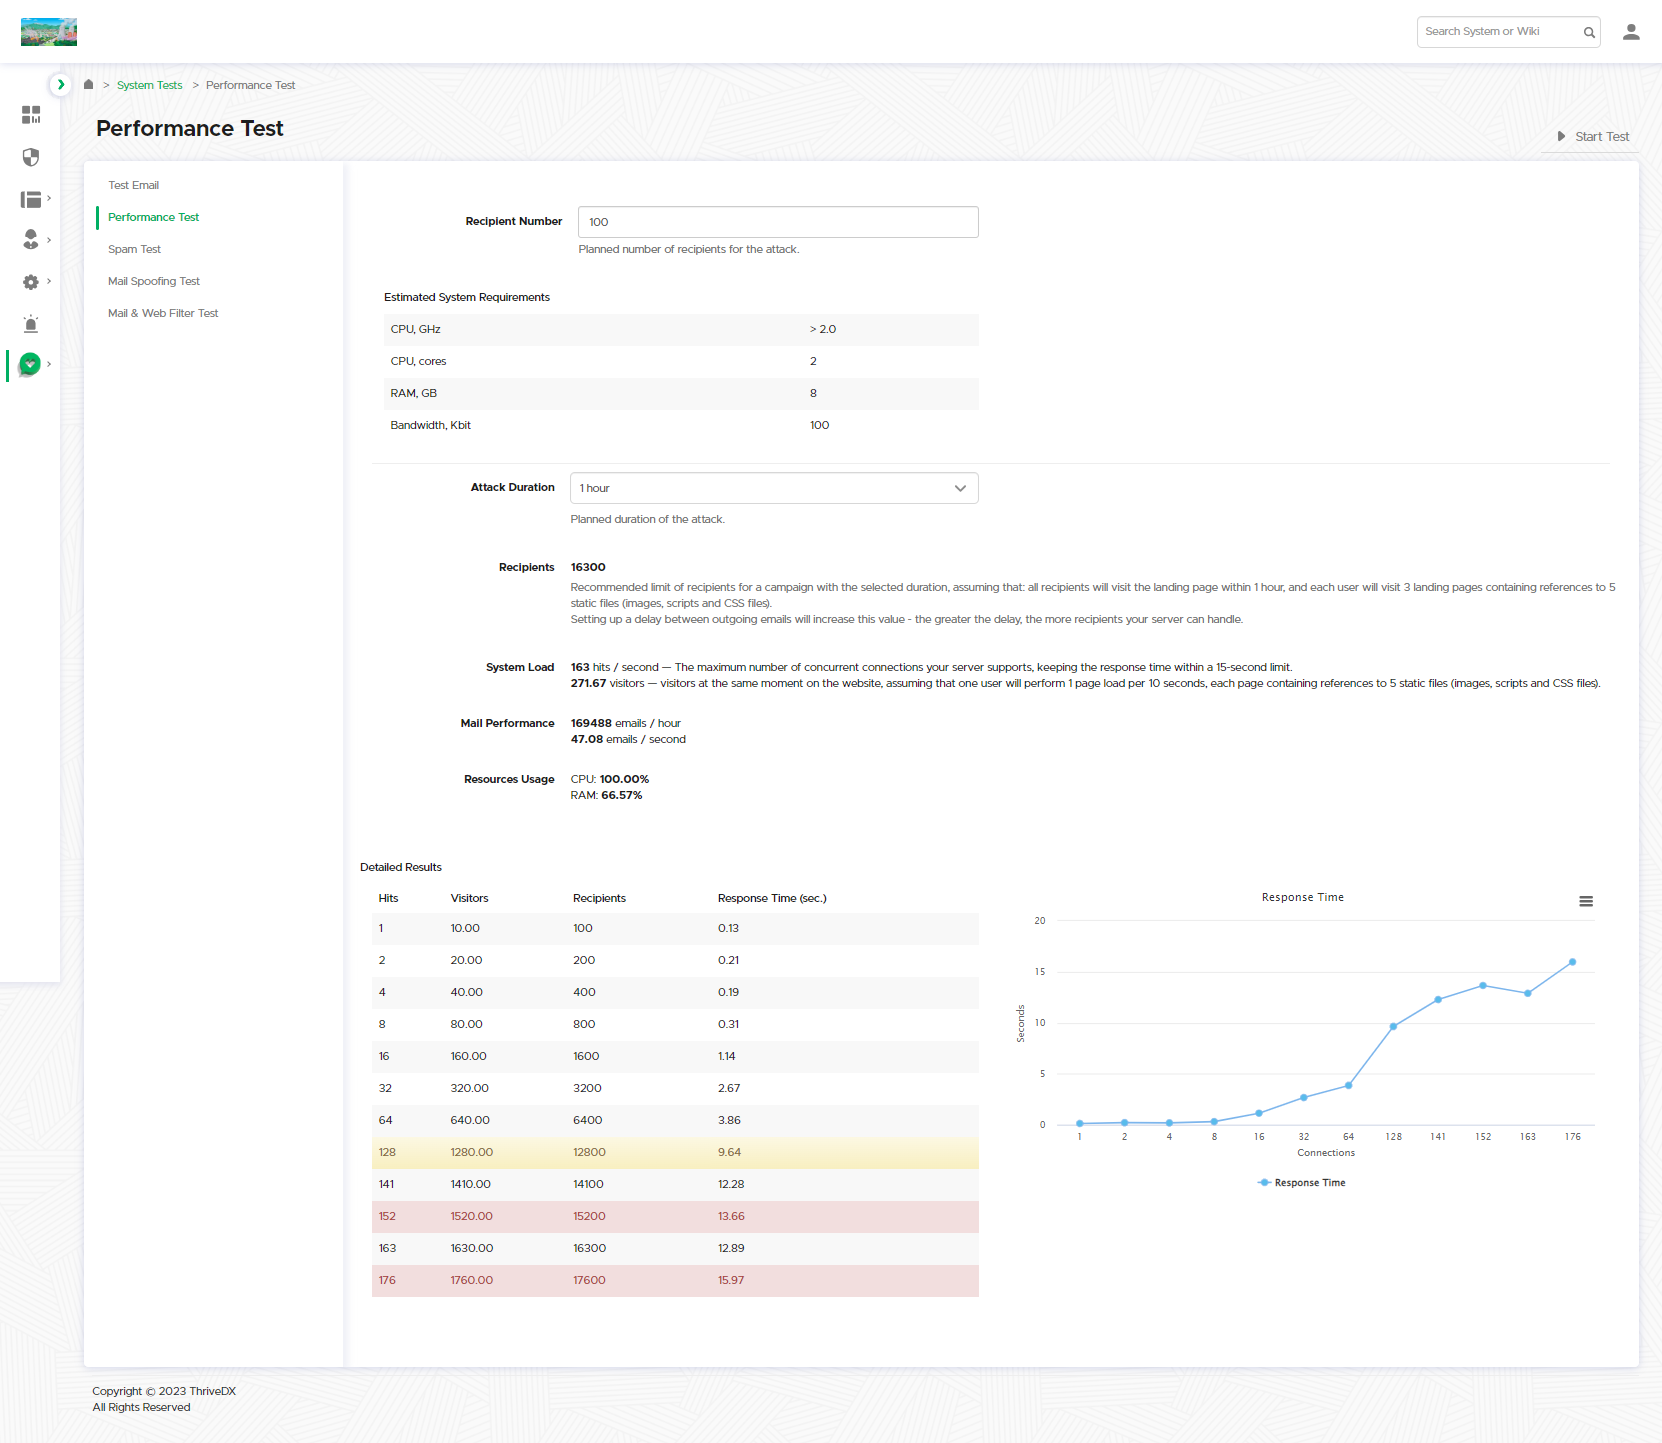 Search System or Wiki
> System Tests > Performance Test
Performance Test
Start Test
Test Email
Performance Test
Spam Test
Mail Spoofing Test
Mail & Web Filter Test
Recipient Number 100
Planned number of recipients for the attack.
Estimated System Requirements
CPU, GHz > 2.0
CPU, cores 2
RAM, GB 8
Bandwidth, Kbit 100
Attack Duration 1 hour
Planned duration of the attack.
Recipients 16300
Recommended limit of recipients for a campaign with the selected duration, assuming that: all recipients will visit the landing page within 1 hour, and each user will visit 3 landing pages containing references to 5
static files (images, scripts and CSS files).
Setting up a delay between outgoing emails will increase this value - the greater the delay, the more recipients your server can handle.
System Load 163 hits / second — The maximum number of concurrent connections your server supports, keeping the response time within a 15-second limit.
271.67 visitors — visitors at the same moment on the website, assuming that one user will perform 1 page load per 10 seconds, each page containing references to 5 static files (images, scripts and CSS files).
Mail Performance 169488 emails / hour
47.08 emails / second
Resources Usage CPU: 100.00%
RAM: 66.57%
Detailed Results
Hits Visitors Recipients Response Time (sec.)
1 10.00 100 0.13
2 20.00 200 0.21
4 40.00 400 0.19
8 80.00 800 0.31
16 160.00 1600 1.14
32 320.00 3200 2.67
64 640.00 6400 3.86
128 1280.00 12800 9.64
141 1410.00 14100 12.28
152 1520.00 15200 13.66
163 1630.00 16300 12.89
176 1760.00 17600 15.97
Response Time
20
15
10
5
0
Seconds
1 2 4 8 16 32 64 128 141 152 163 176
Connections
Response Time
Copyright © 2023 ThriveDX
All Rights Reserved